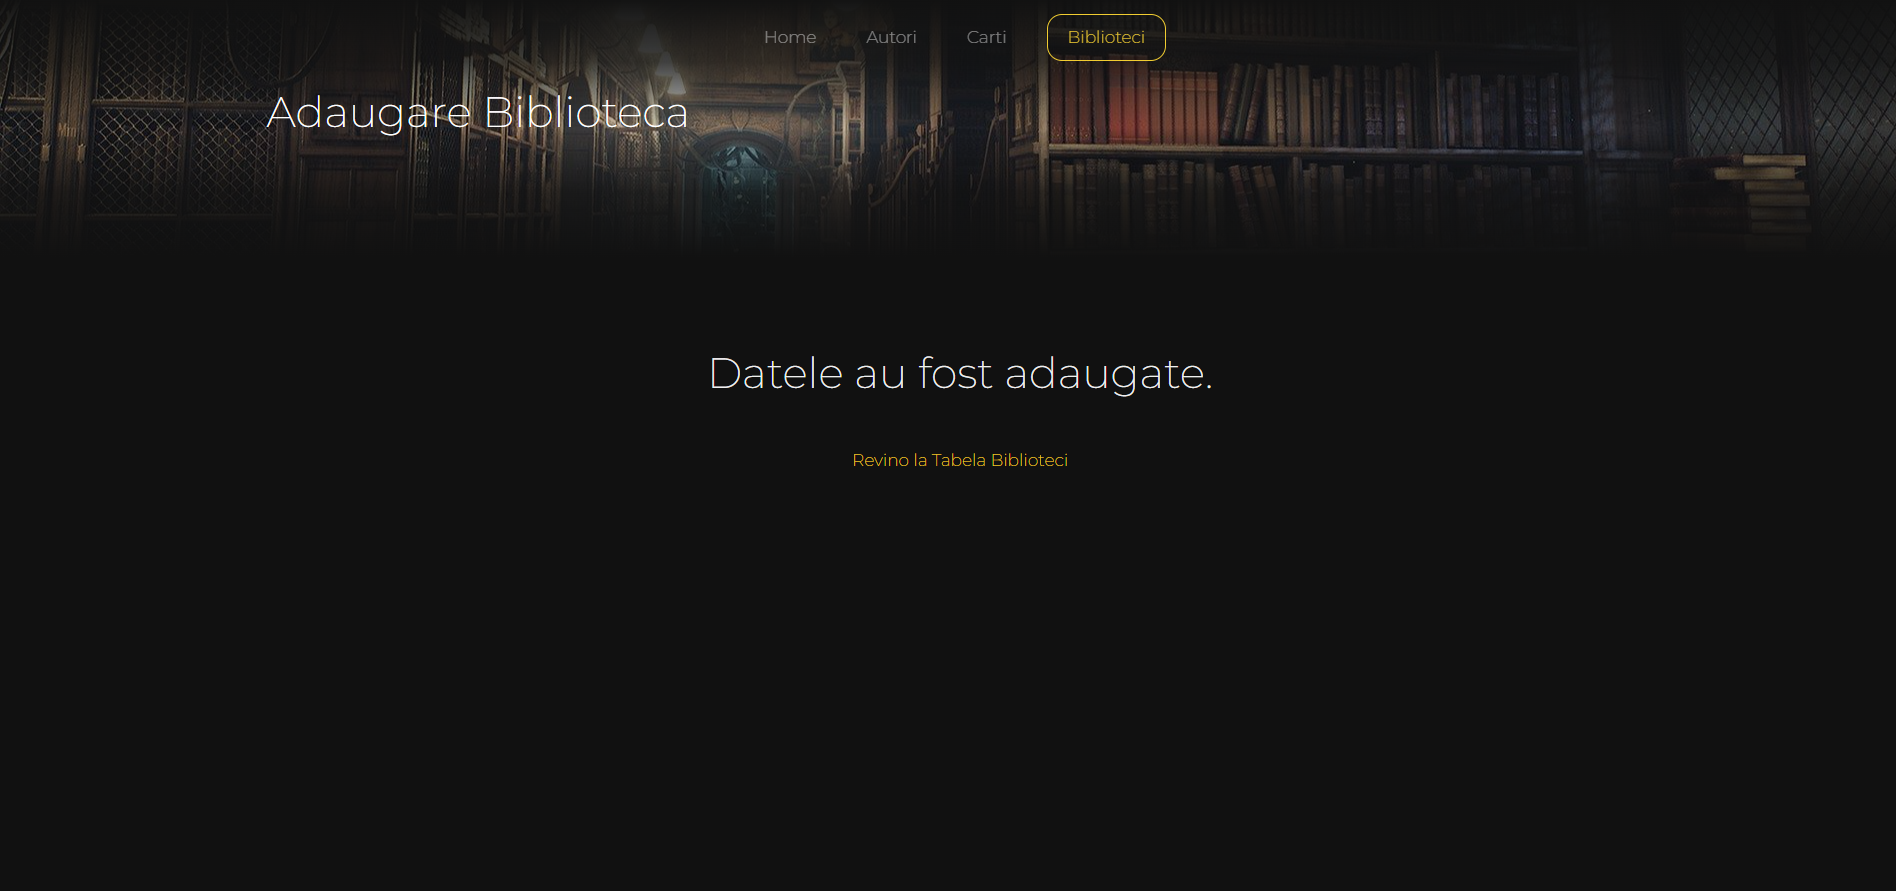 Home Autori Carti Biblioteci
Adaugare Biblioteca
Datele au fost adaugate.
Revino la Tabela Biblioteci